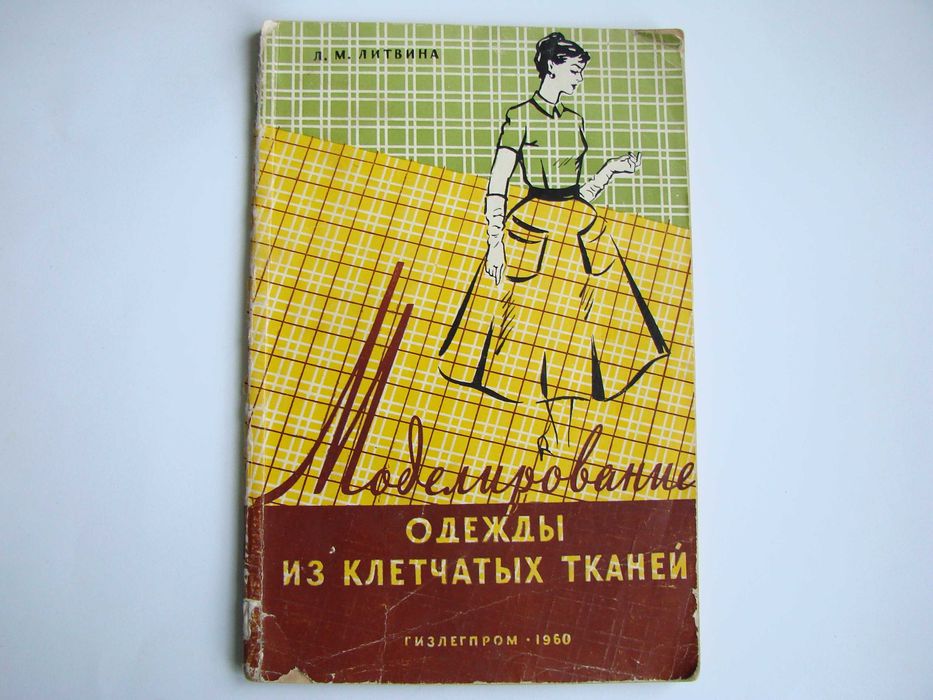 Л. М. ЛИТВИНА
Моделирование
ОДЕЖДЫ
ИЗ КЛЕТЧАТЫХ ТКАНЕЙ
ГИЗЛЕГПРОМ · 1960